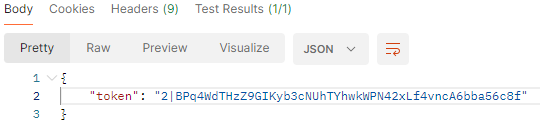 Body Cookies Headers (9) Test Results (1/1)
Pretty Raw Preview Visualize JSON
1 {
2 "token": "2|BPq4WdTHzZ9GIKyb3cNUhTYhwkWPN42xLf4vncA6bba56c8f"
3 }